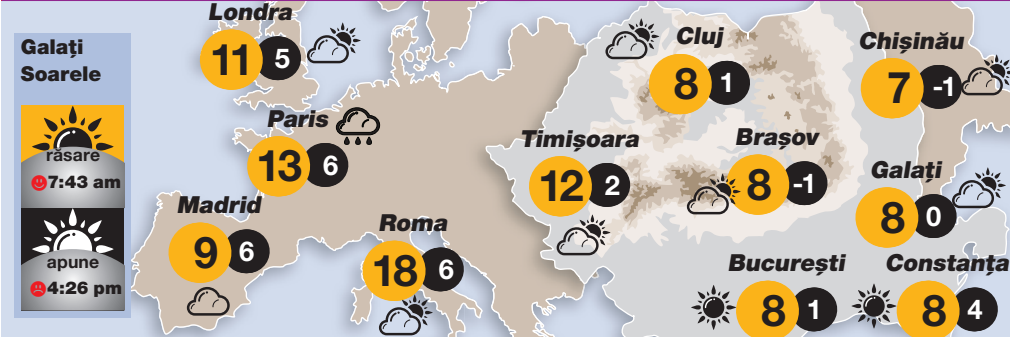 Galați
Soarele
răsare
7:43 am
apune
4:26 pm
Londra
11 5
Paris
13 6
Madrid
9 6
Roma
18 6
Cluj
8 1
Chișinău
7 -1
Timișoara
12 2
Brașov
8 -1
Galați
8 0
București
8 1
Constanța
8 4